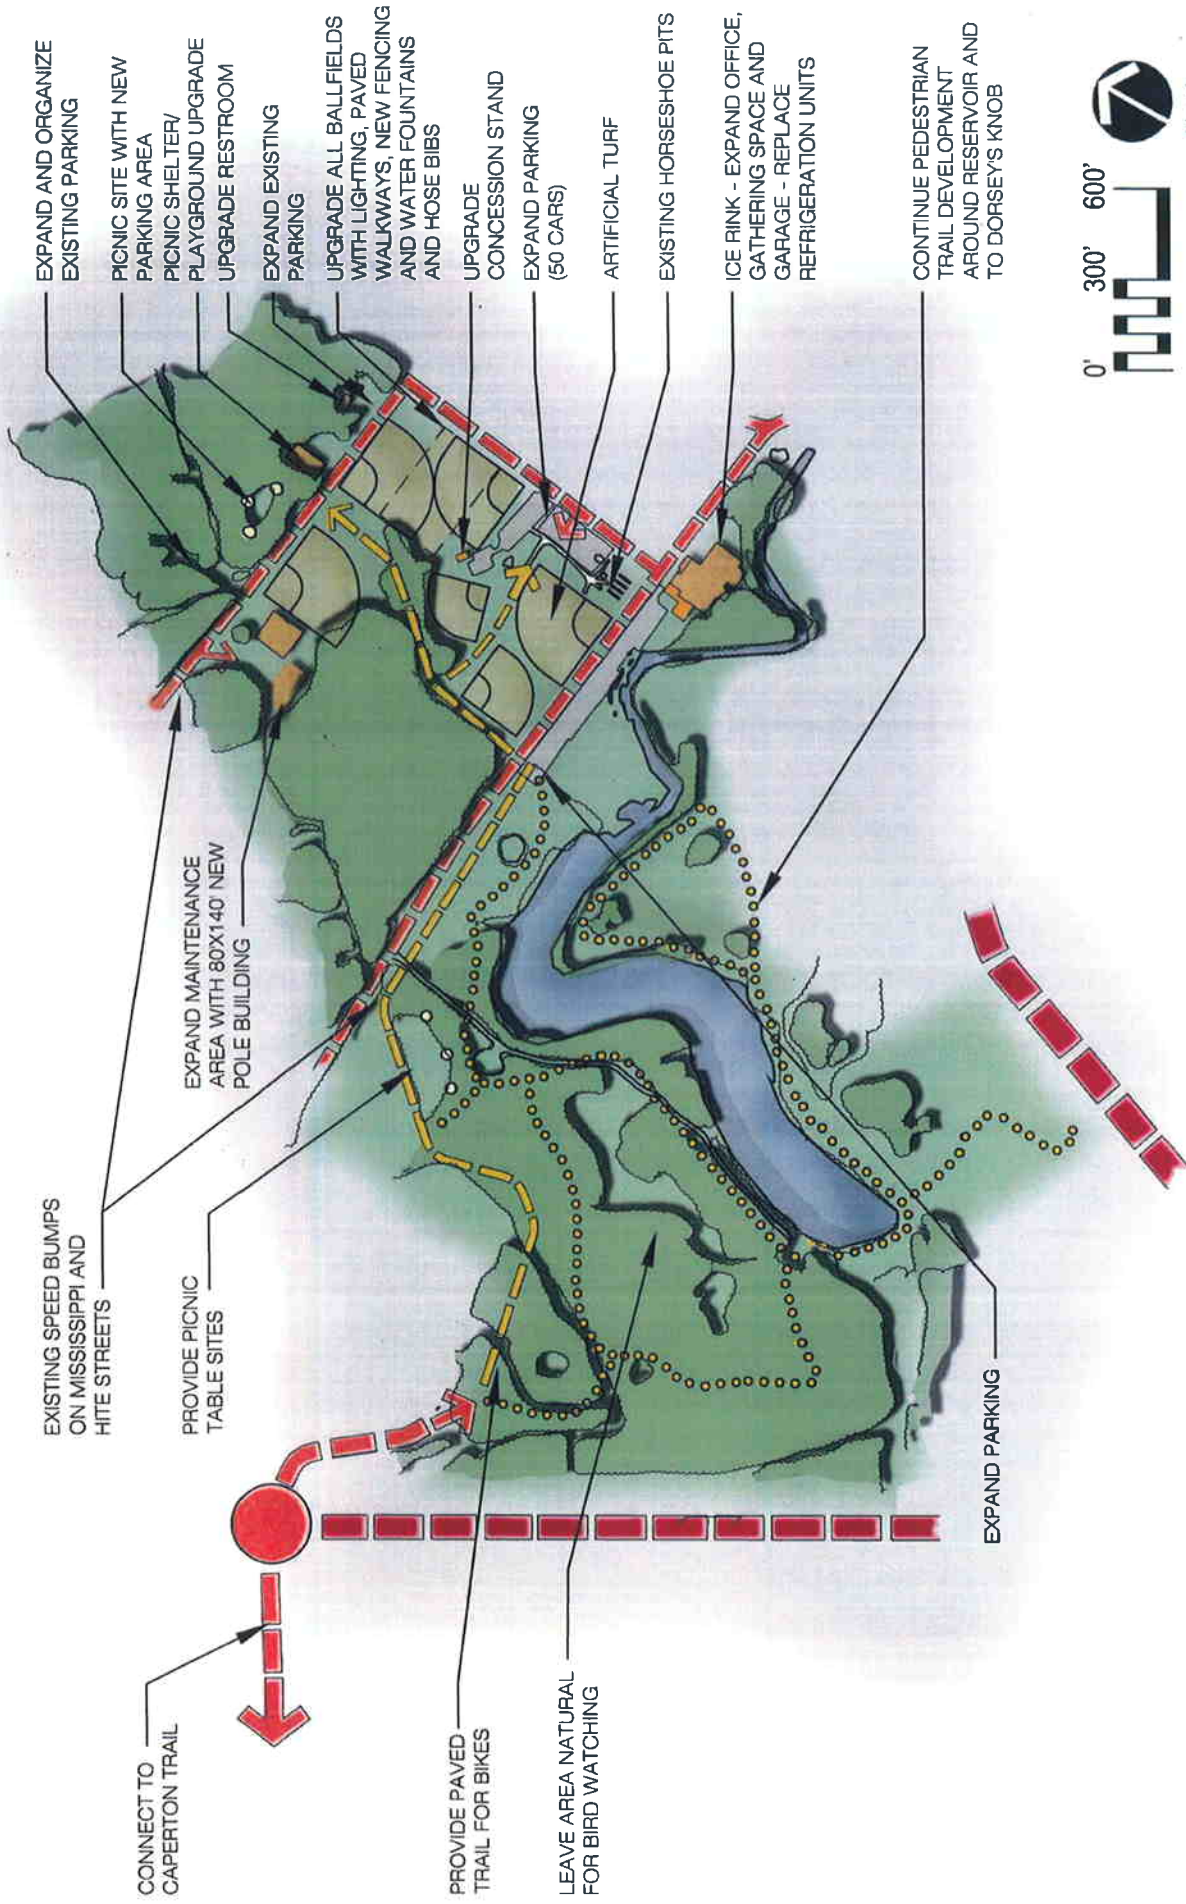 EXPAND AND ORGANIZE
EXISTING PARKING
PICNIC SITE WITH NEW
PARKING AREA
PICNIC SHELTER/
PLAYGROUND UPGRADE
UPGRADE RESTROOM
EXPAND EXISTING
PARKING
UPGRADE ALL BALLFIELDS
WITH LIGHTING, PAVED
WALKWAYS, NEW FENCING
AND WATER FOUNTAINS
AND HOSE BIBS
UPGRADE
CONCESSION STAND
EXPAND PARKING
(50 CARS)
ARTIFICIAL TURF
EXISTING HORSESHOE PITS
ICE RINK - EXPAND OFFICE,
GATHERING SPACE AND
GARAGE - REPLACE
REFRIGERATION UNITS
CONTINUE PEDESTRIAN
TRAIL DEVELOPMENT
AROUND RESERVOIR AND
TO DORSEY'S KNOB
0' 300' 600'
EXPAND MAINTENANCE
AREA WITH 80X140' NEW
POLE BUILDING
EXISTING SPEED BUMPS
ON MISSISSIPPI AND
HITE STREETS
PROVIDE PICNIC
TABLE SITES
EXPAND PARKING
CONNECT TO
CAPERTON TRAIL
PROVIDE PAVED
TRAIL FOR BIKES
LEAVE AREA NATURAL
FOR BIRD WATCHING